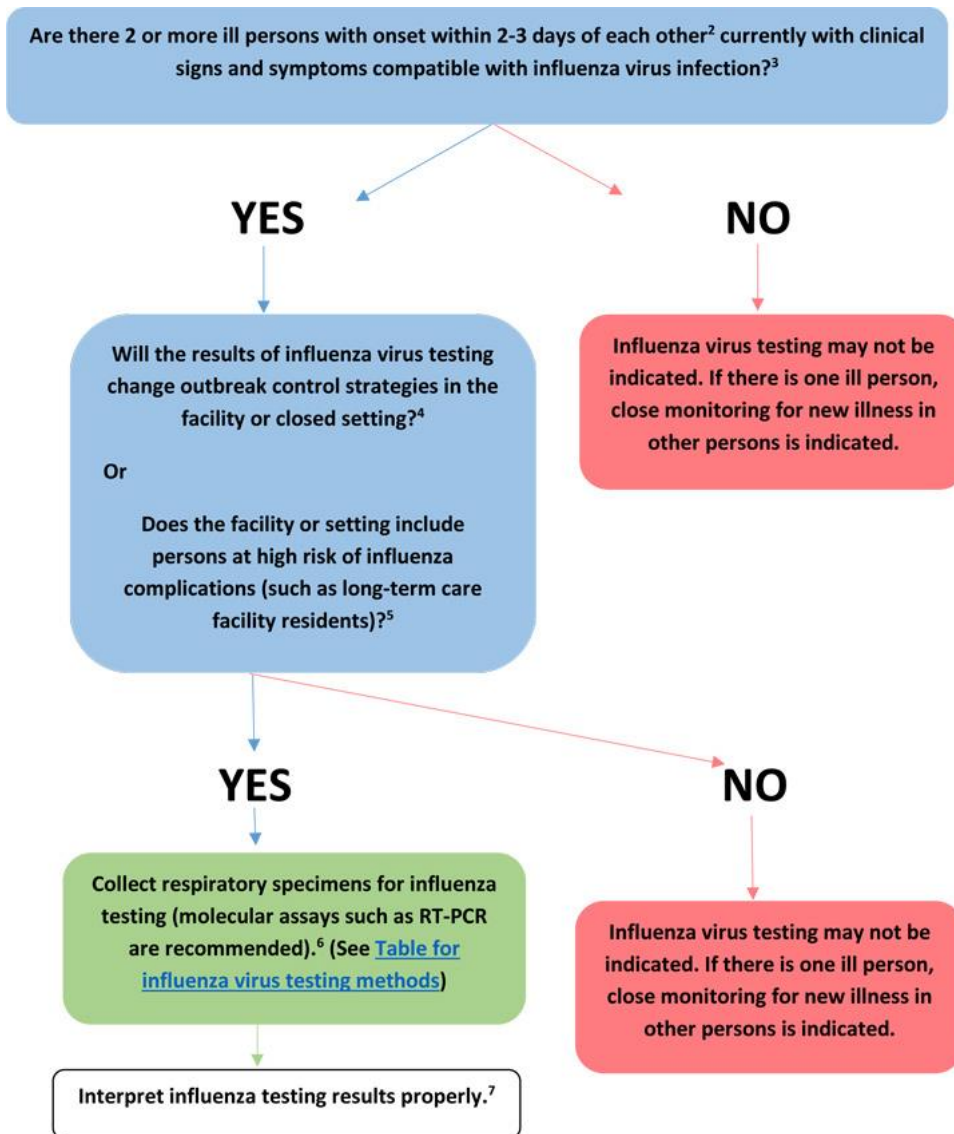 Are there 2 or more ill persons with onset within 2-3 days of each other² currently with clinical
signs and symptoms compatible with influenza virus infection?³
YES
NO
Will the results of influenza virus testing
change outbreak control strategies in the
facility or closed setting?⁴
Or
Does the facility or setting include
persons at high risk of influenza
complications (such as long-term care
facility residents)?⁵
Influenza virus testing may not be
indicated. If there is one ill person,
close monitoring for new illness in
other persons is indicated.
YES
NO
Collect respiratory specimens for influenza
testing (molecular assays such as RT-PCR
are recommended).⁶ (See Table for
influenza virus testing methods)
Influenza virus testing may not be
indicated. If there is one ill person,
close monitoring for new illness in
other persons is indicated.
Interpret influenza testing results properly.⁷